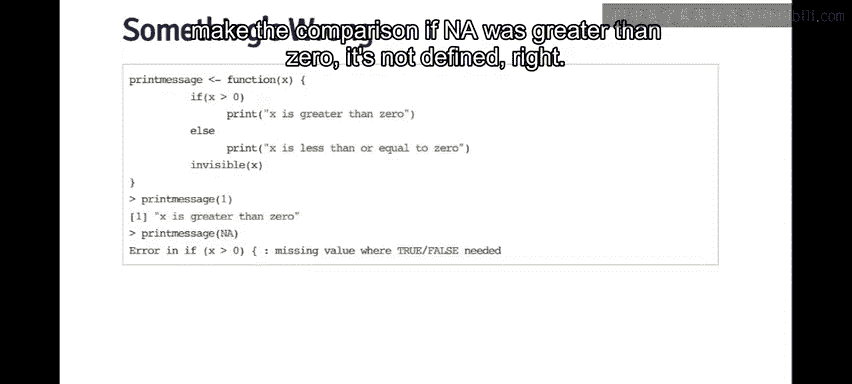 Something's Wrong
make the comparison if NA was greater than
zero, it's not defined, right.
printmessage <- function(x) {
if(x > 0)
print("x is greater than zero")
else
print("x is less than or equal to zero")
invisible(x)
}
> printmessage(1)
[1] "x is greater than zero"
> printmessage(NA)
Error in if (x > 0) { : missing value where TRUE/FALSE needed